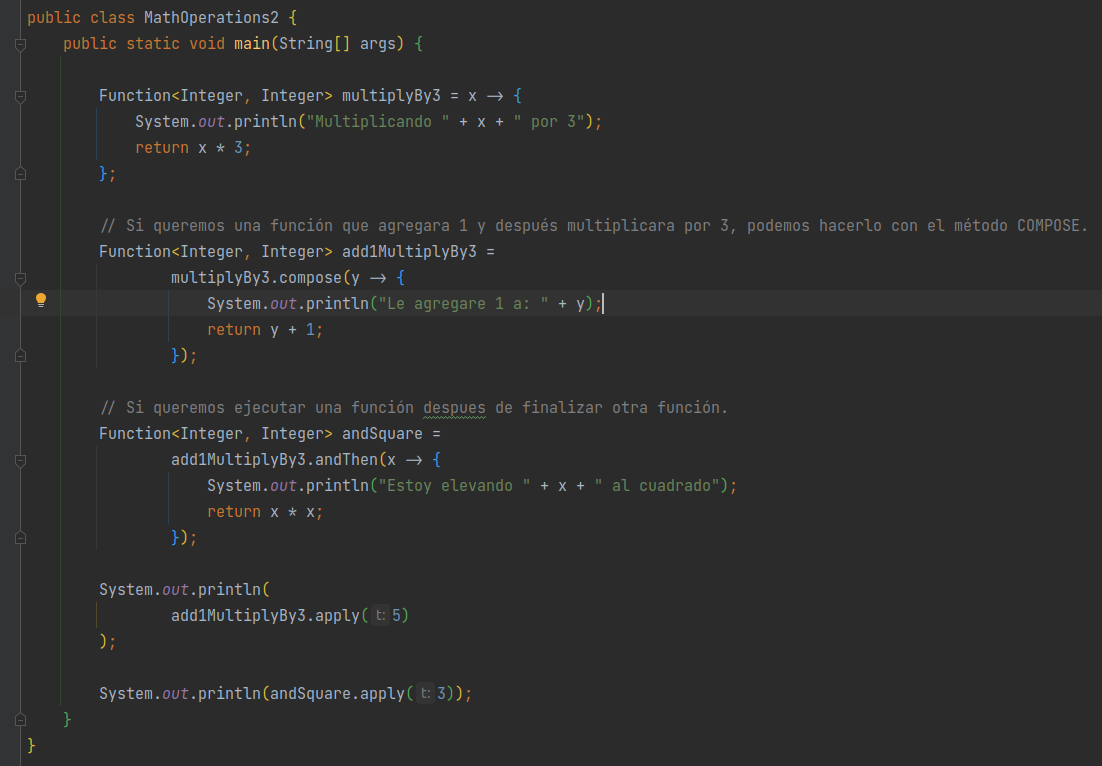 public class MathOperations2 {
    public static void main(String[] args) {

        Function<Integer, Integer> multiplyBy3 = x -> {
            System.out.println("Multiplicando " + x + " por 3");
            return x * 3;
        };

        // Si queremos una función que agregara 1 y después multiplicara por 3, podemos hacerlo con el método COMPOSE.
        Function<Integer, Integer> add1MultiplyBy3 =
                multiplyBy3.compose(y -> {
                    System.out.println("Le agregare 1 a: " + y);
                    return y + 1;
                });

        // Si queremos ejecutar una función despues de finalizar otra función.
        Function<Integer, Integer> andSquare =
                add1MultiplyBy3.andThen(x -> {
                    System.out.println("Estoy elevando " + x + " al cuadrado");
                    return x * x;
                });

        System.out.println(
                add1MultiplyBy3.apply( t: 5)
        );

        System.out.println(andSquare.apply( t: 3));
    }
}